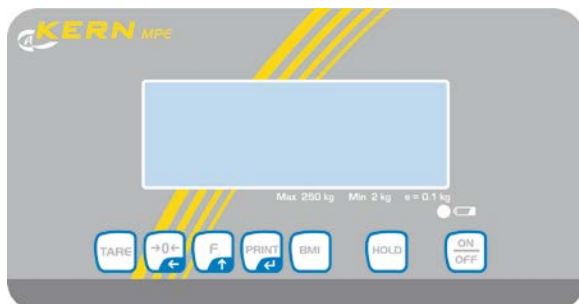 KERN MPE
Max 250 kg Min 2 kg e = 0.1 kg
TARE →0← F PRINT BMI HOLD ON
OFF